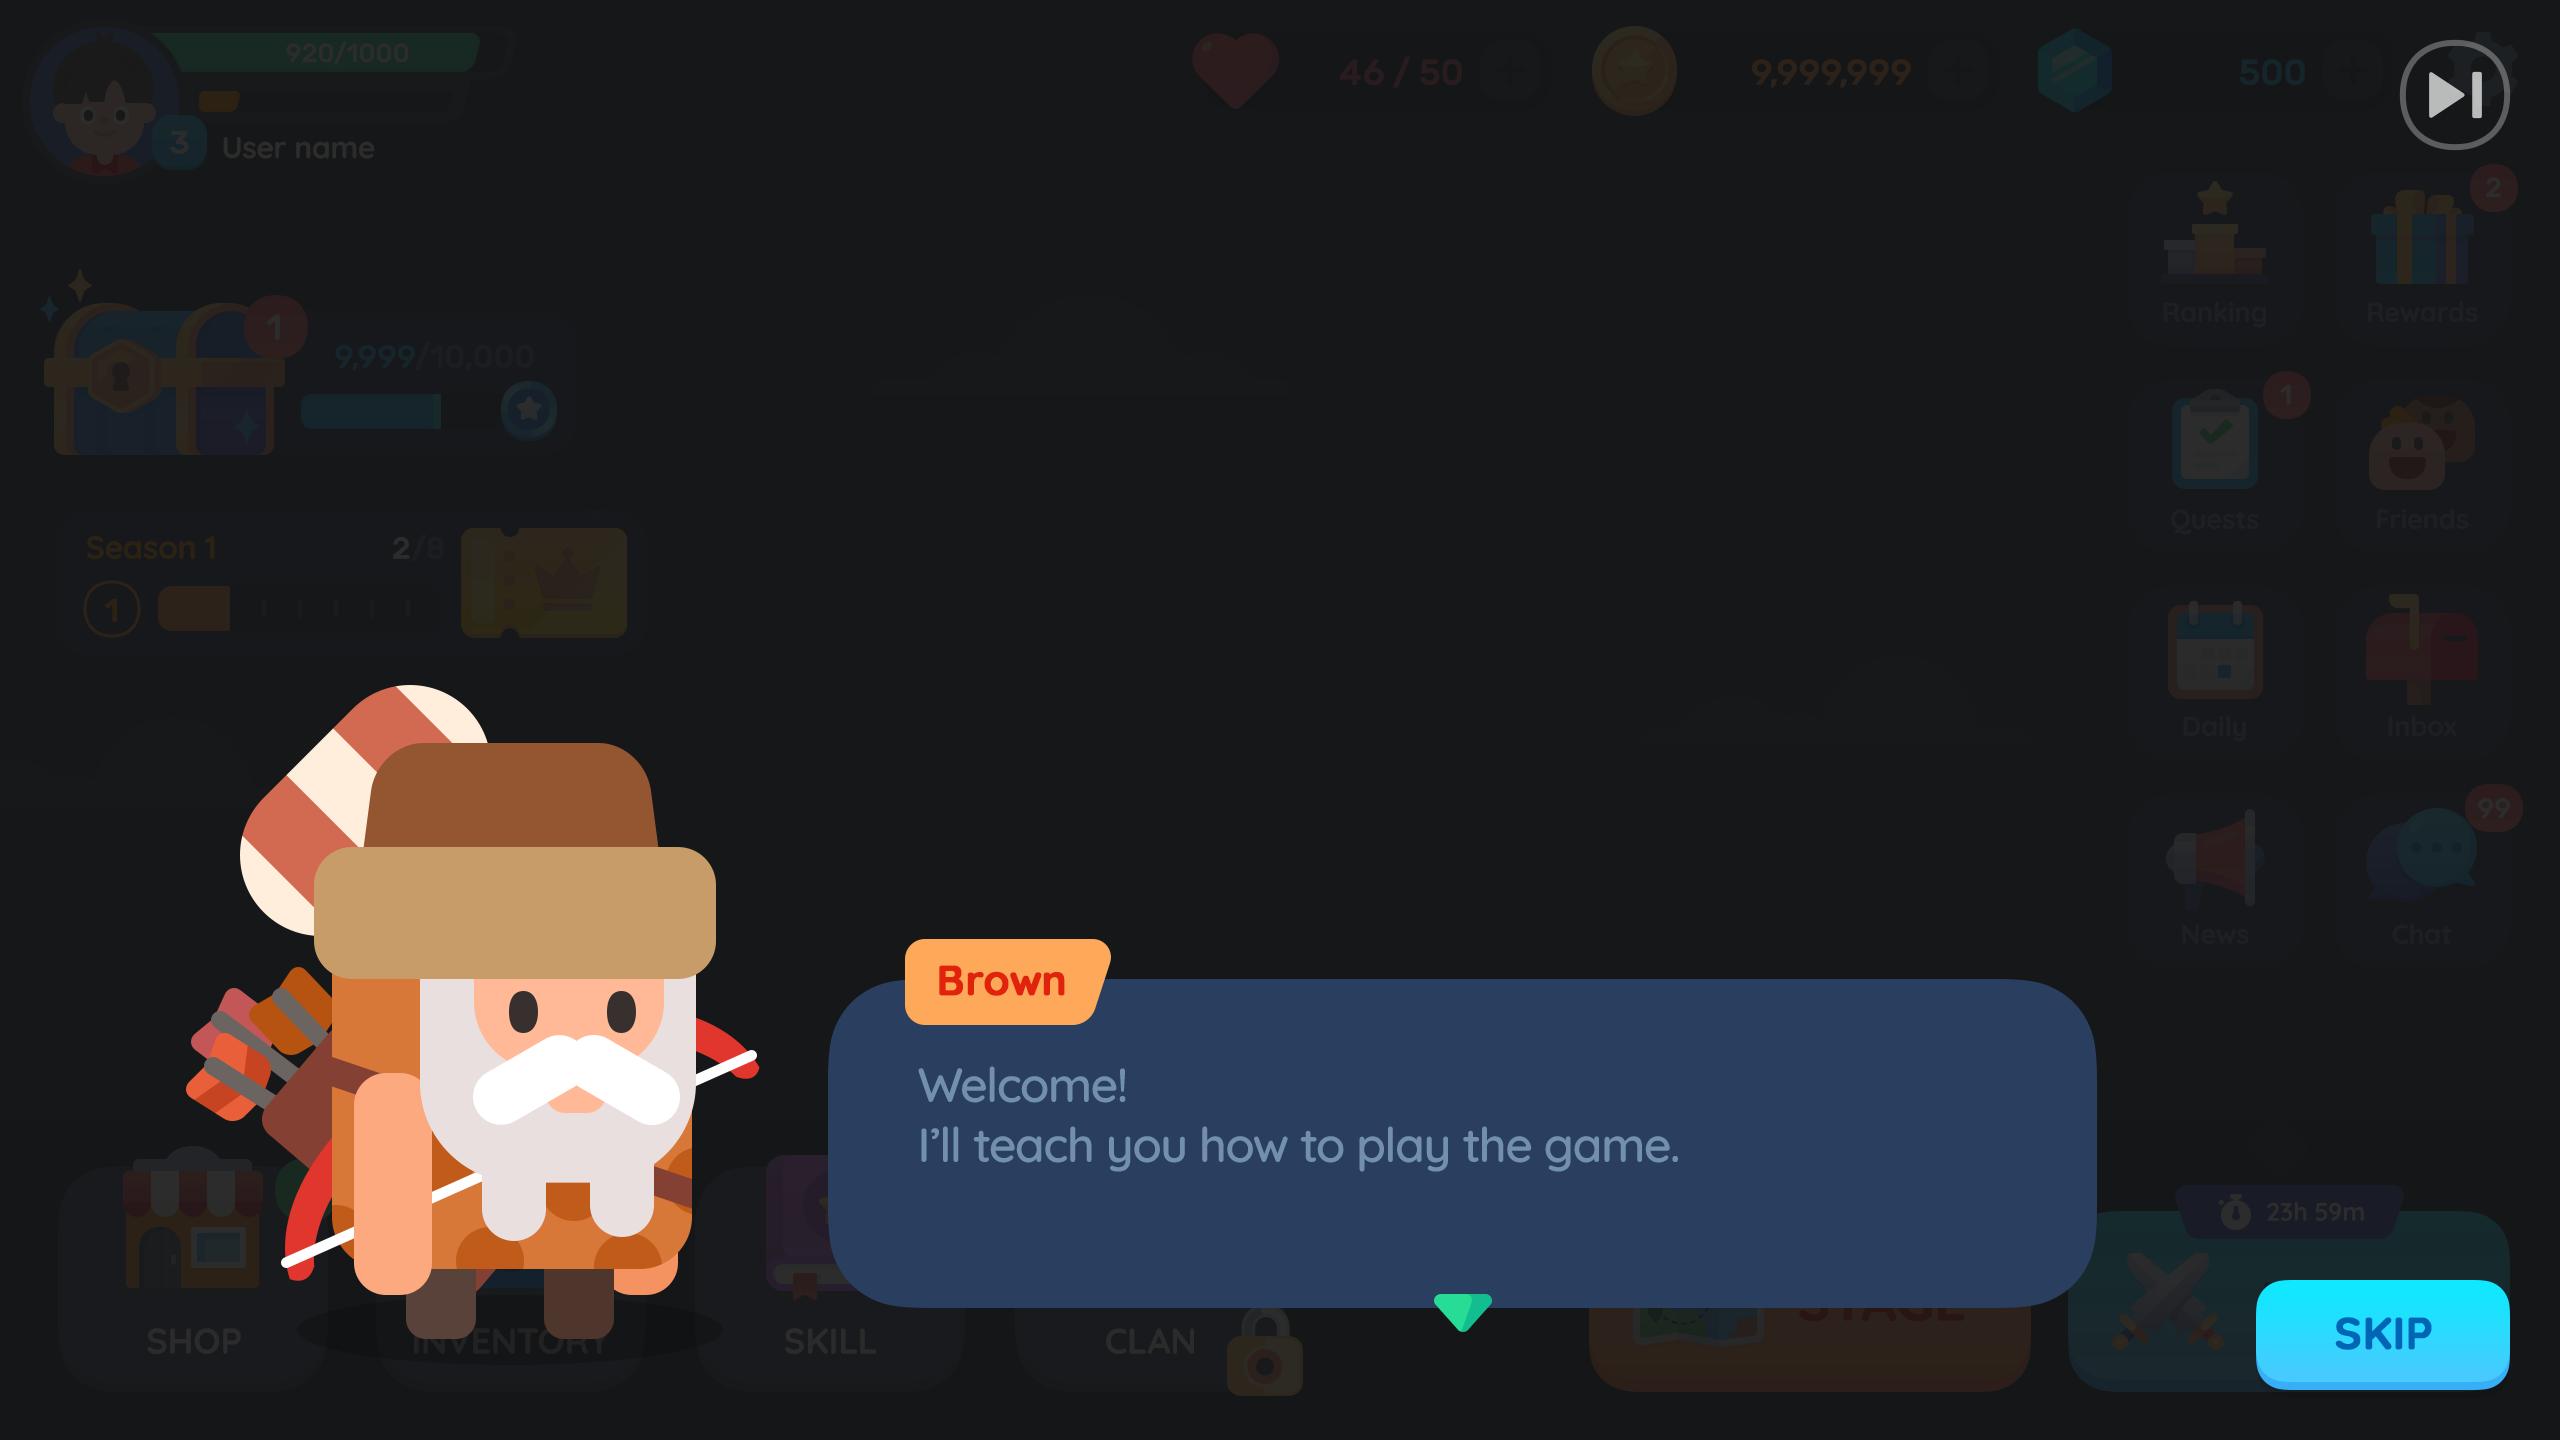 920/1000
3
User name
46 / 50
9,999,999
500
1
9,999/10,000
Season 1
2/8
1
Ranking
Rewards
2
Quests
1
Friends
Daily
Inbox
News
Chat
99
Brown
Welcome!
I’ll teach you how to play the game.
23h 59m
SHOP
INVENTORY
SKILL
CLAN
STAGE
SKIP